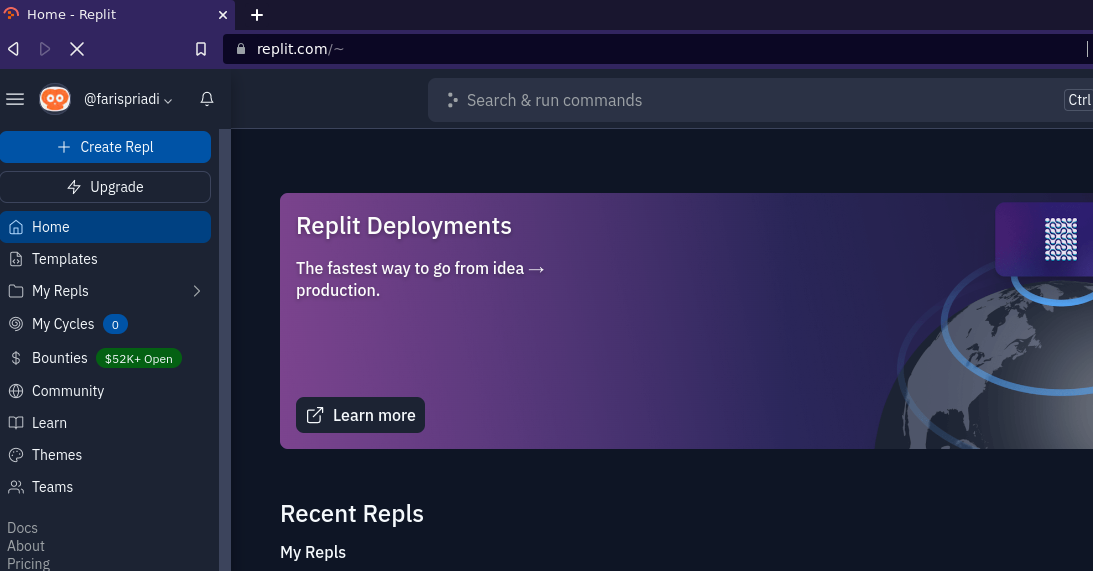 Home - Replit
replit.com/~
@farispriadi
Search & run commands
Ctrl
Create Repl
Upgrade
Home
Templates
My Repls
My Cycles 0
Bounties $52K+ Open
Community
Learn
Themes
Teams
Docs
About
Pricing
Replit Deployments
The fastest way to go from idea →
production.
Learn more
Recent Repls
My Repls